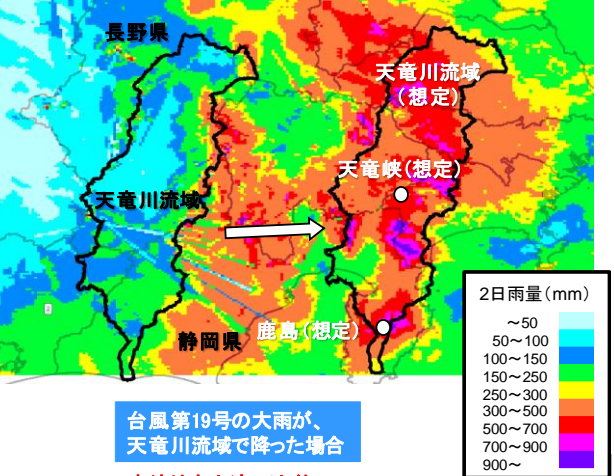 長野県
天竜川流域
（想定）
天竜峡（想定）
天竜川流域
鹿島（想定）
静岡県
2日雨量（mm）
～50
50～100
100～150
150～250
250～300
300～500
500～700
700～900
900～
台風第19号の大雨が、
天竜川流域で降った場合